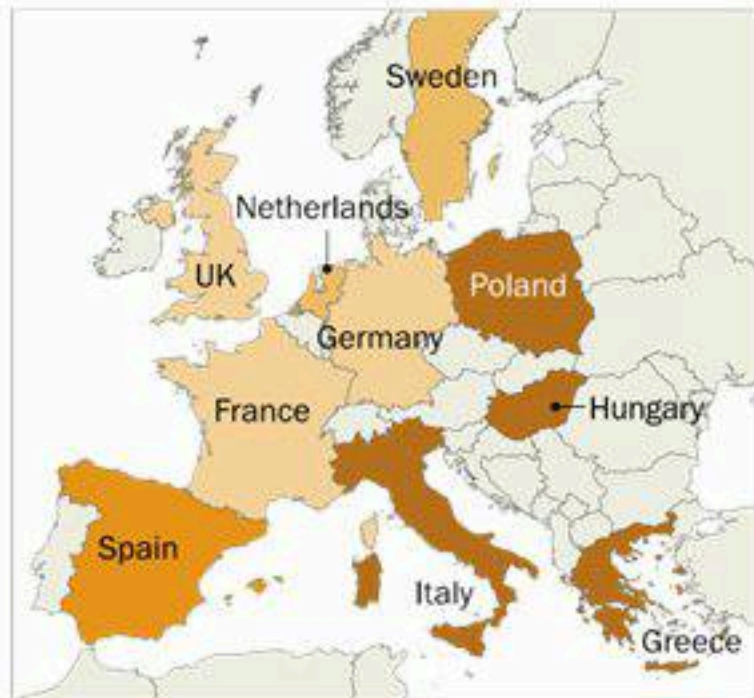 Sweden
Netherlands
UK
Poland
Germany
France
Hungary
Spain
Italy
Greece